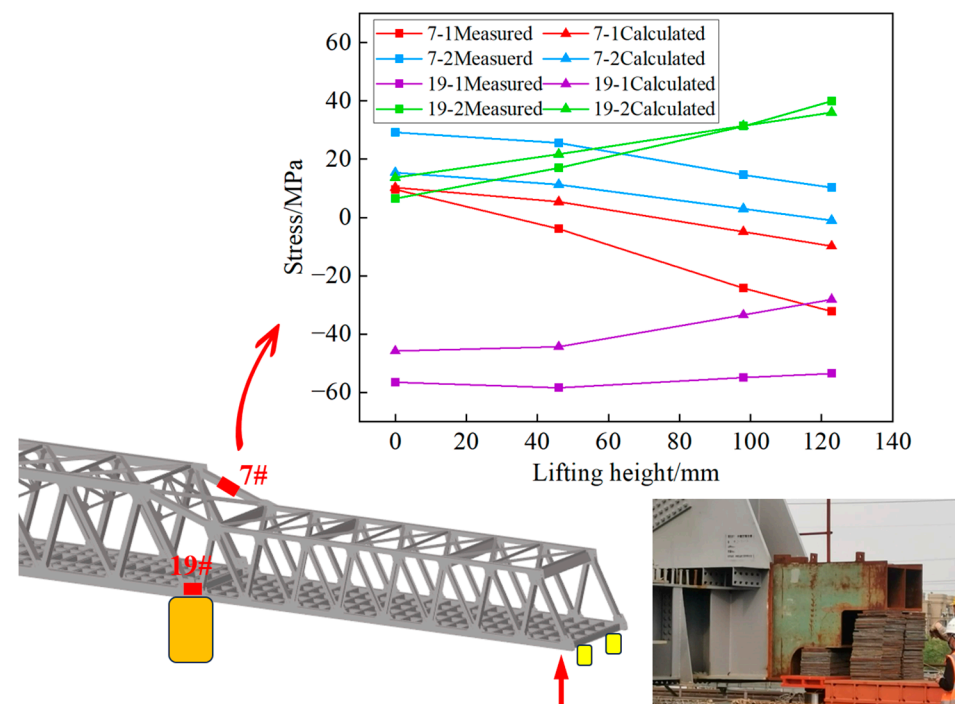 60
40
20
0
−20
−40
−60
Stress/MPa
7-1Measured 7-1Calculated
7-2Measuerd 7-2Calculated
19-1Measured 19-1Calculated
19-2Measured 19-2Calculated
0 20 40 60 80 100 120 140
Lifting height/mm
7#
19#